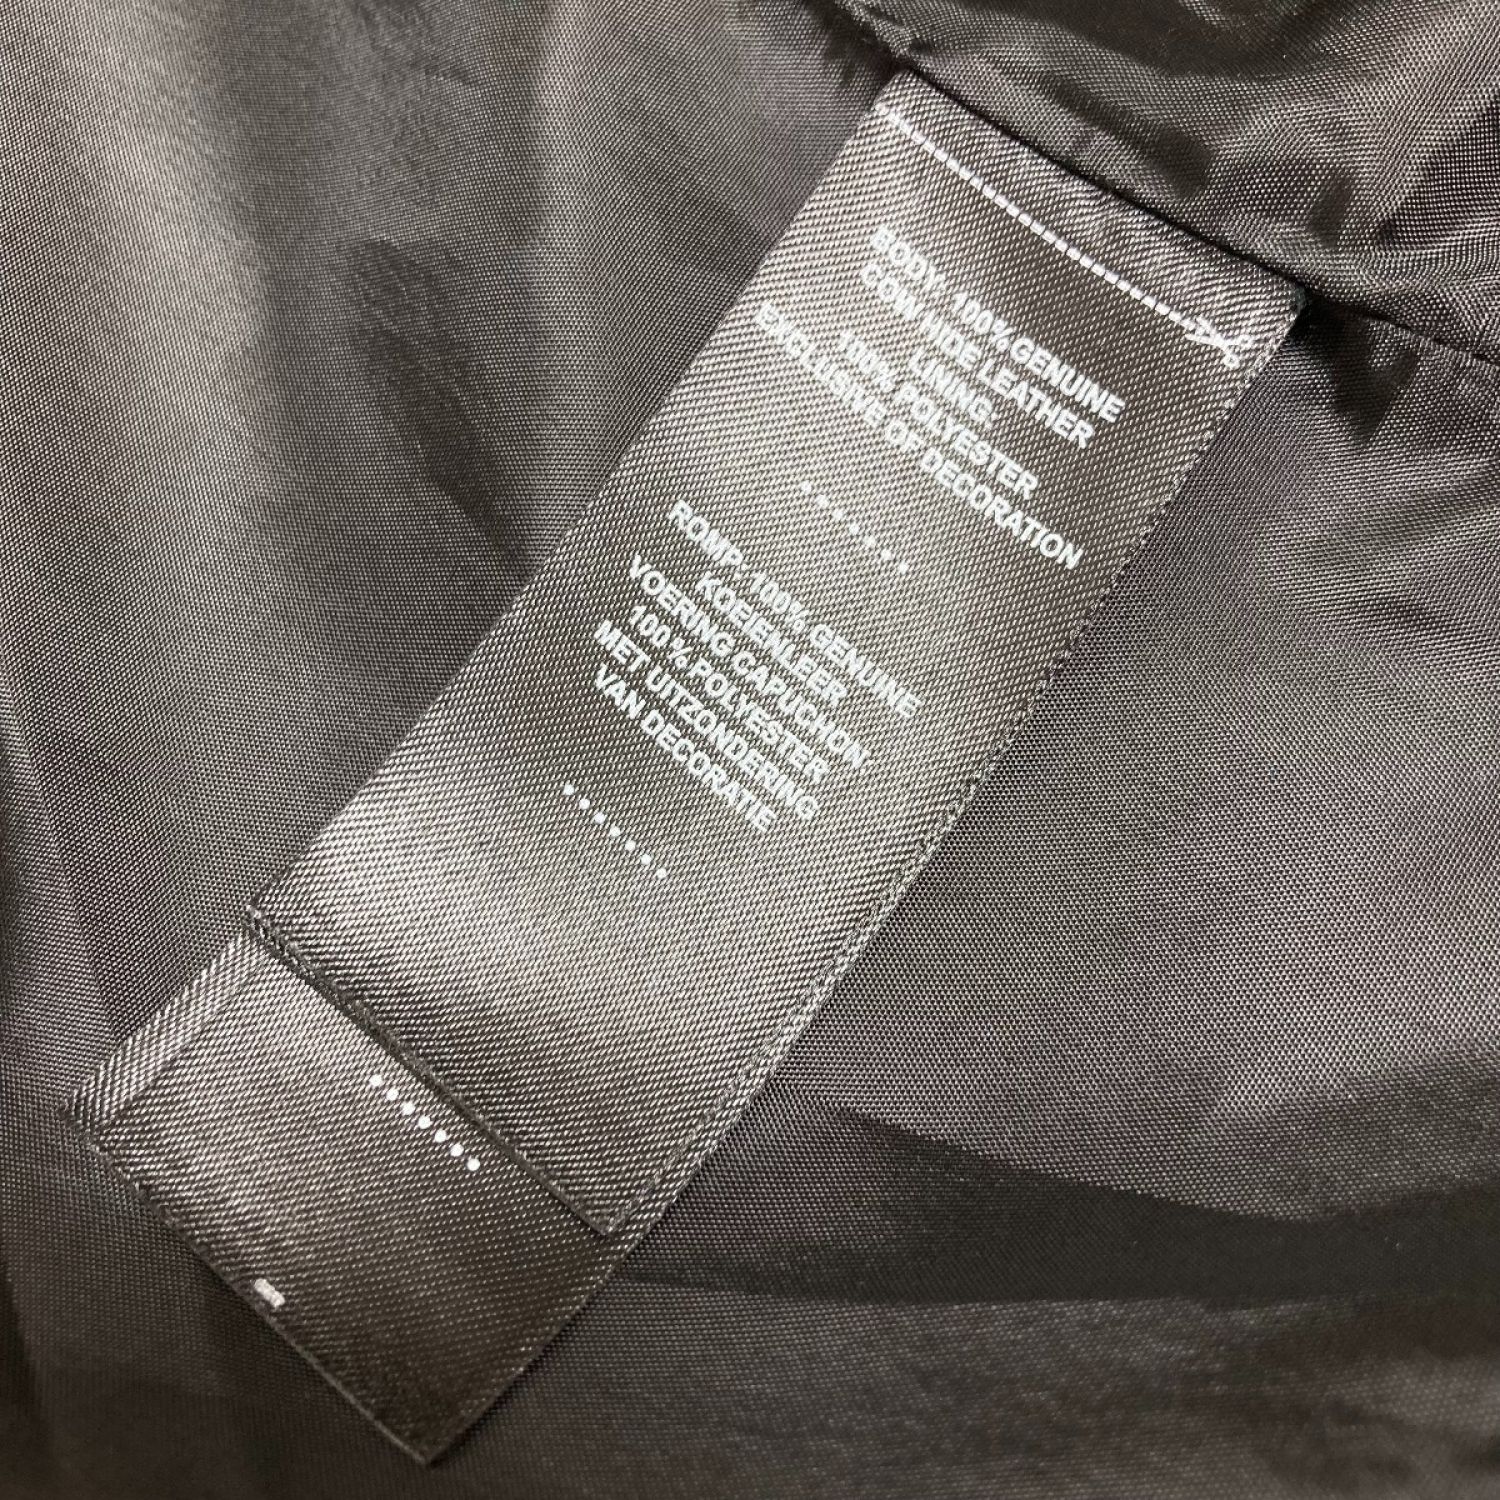 BODY: 100% GENUINE
COW HIDE LEATHER
LINING:
100% POLYESTER
EXCLUSIVE OF DECORATION
ROMP: 100% GENUINE
KOEIENLEER
VOERING CAPUCHON
100% POLYESTER
MET UITZONDERING
VAN DECORATIE